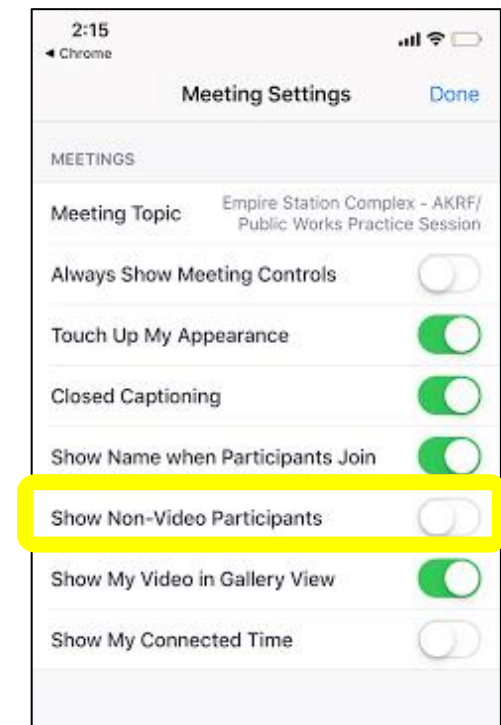 2:15
◄ Chrome
Meeting Settings Done
MEETINGS
Meeting Topic Empire Station Complex - AKRF/
Public Works Practice Session
Always Show Meeting Controls
Touch Up My Appearance
Closed Captioning
Show Name when Participants Join
Show Non-Video Participants
Show My Video in Gallery View
Show My Connected Time